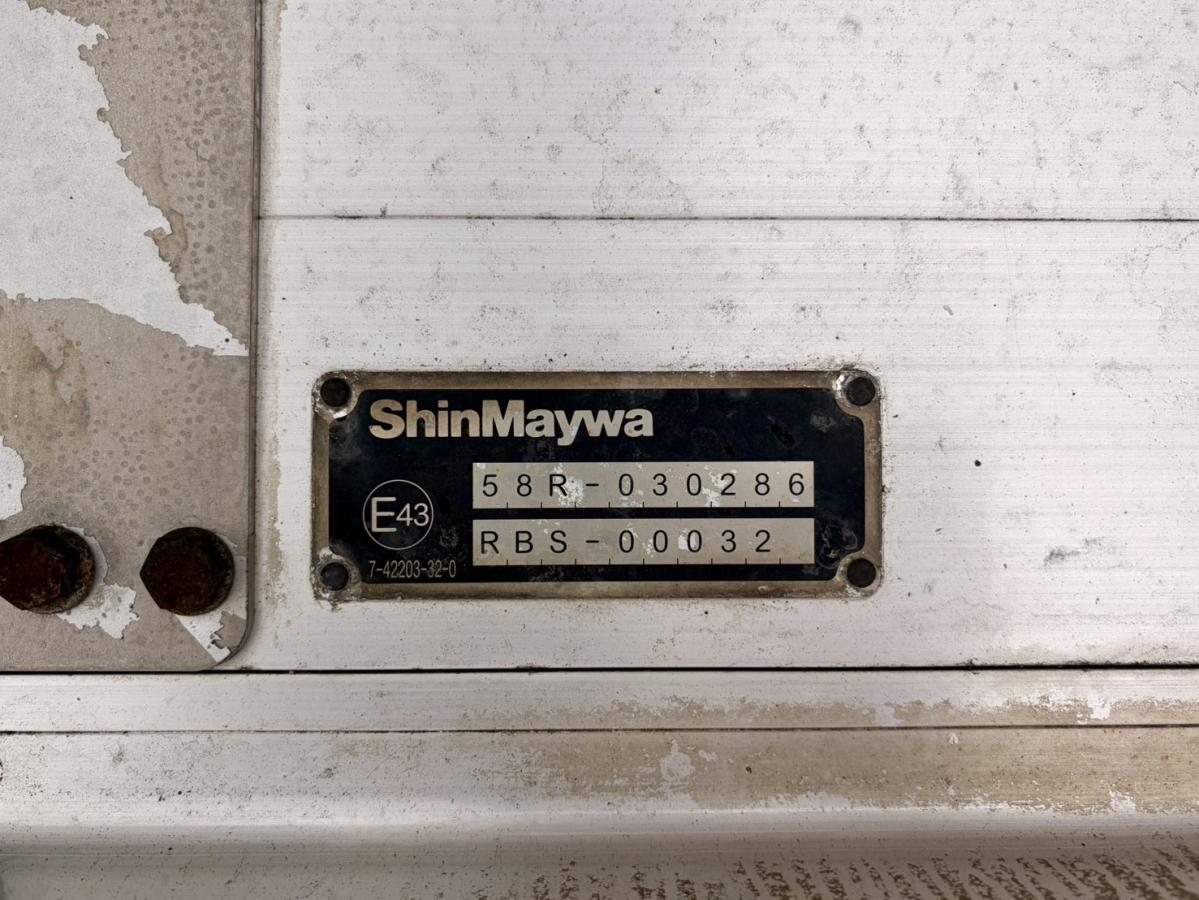 ShinMaywa
58R-030286
E43
RBS-00032
7-42203-32-0